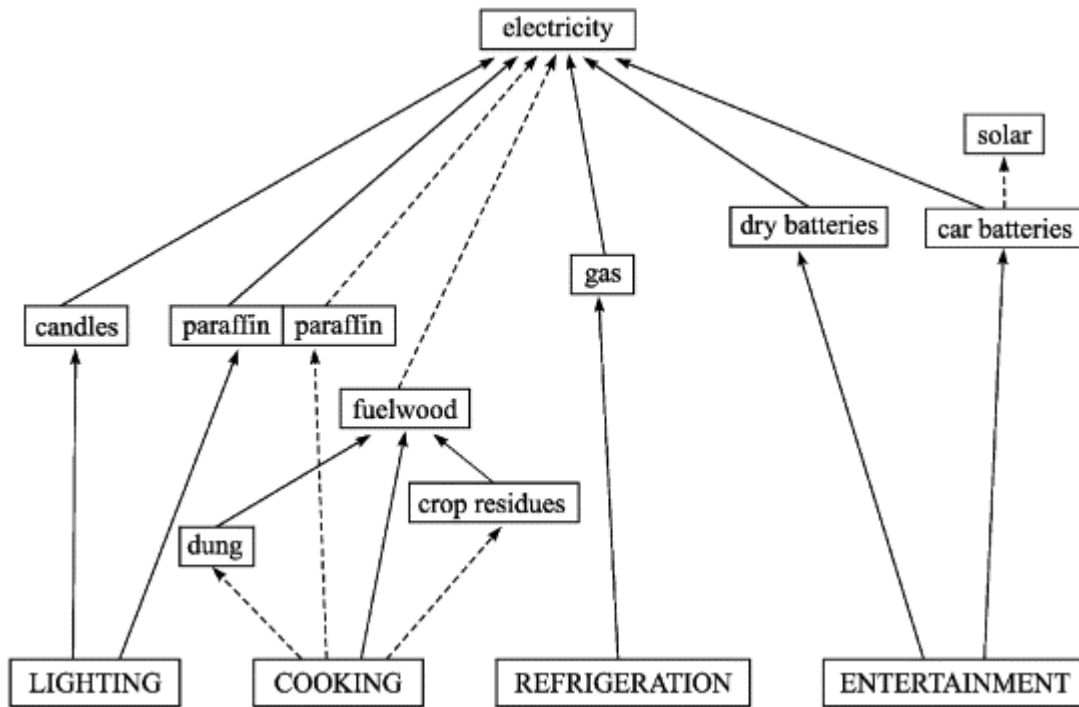 electricity
solar
dry batteries
car batteries
gas
candles
paraffin
paraffin
fuelwood
crop residues
dung
LIGHTING
COOKING
REFRIGERATION
ENTERTAINMENT